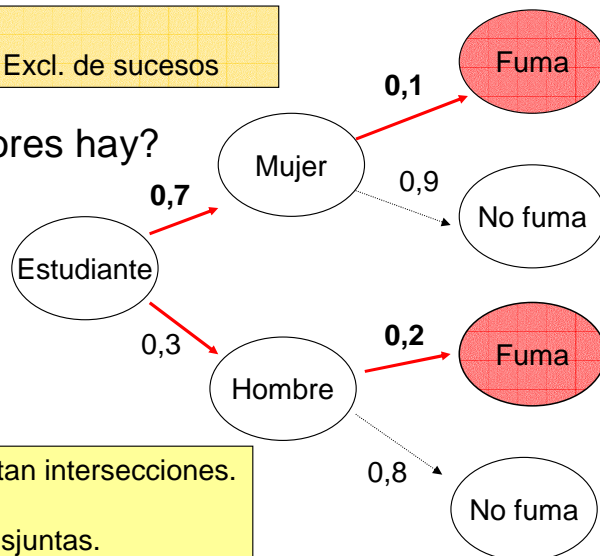 Excl. de sucesos
Fuma
0,1
ores hay?
Mujer
0,9
0,7
No fuma
Estudiante
0,3
0,2
Fuma
Hombre
tan intersecciones.
0,8
No fuma
sjuntas.